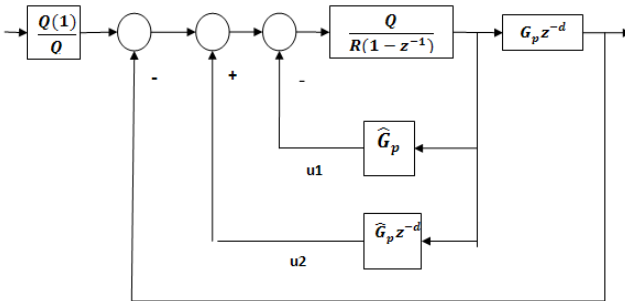 Q(1)
Q
Q
R(1 − z⁻¹)
G_p z⁻ᵈ
-
+
-
Ĝ_p
u1
Ĝ_p z⁻ᵈ
u2